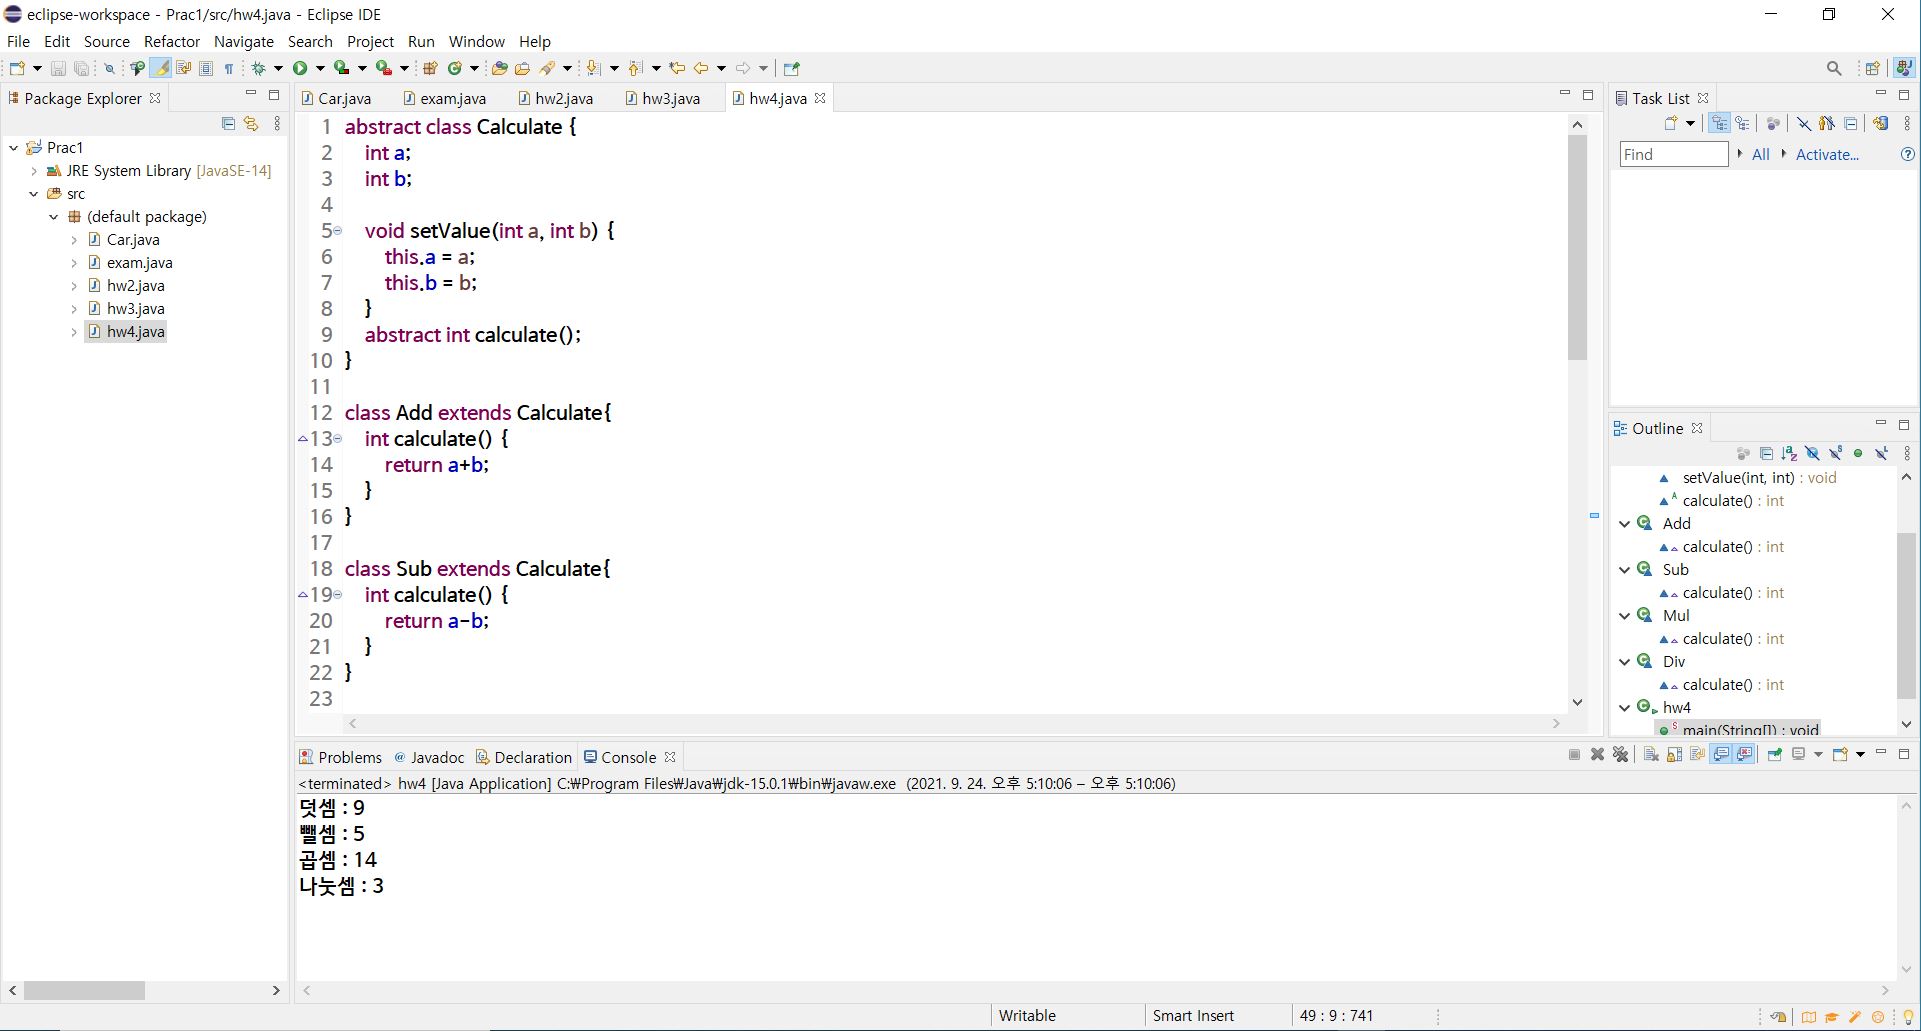 eclipse-workspace - Prac1/src/hw4.java - Eclipse IDE
File Edit Source Refactor Navigate Search Project Run Window Help
Package Explorer
Prac1
JRE System Library [JavaSE-14]
src
(default package)
Car.java
exam.java
hw2.java
hw3.java
hw4.java
Car.java exam.java hw2.java hw3.java hw4.java
1 abstract class Calculate {
2 int a;
3 int b;
4
5 void setValue(int a, int b) {
6 this.a = a;
7 this.b = b;
8 }
9 abstract int calculate();
10 }
11
12 class Add extends Calculate{
13 int calculate() {
14 return a+b;
15 }
16 }
17
18 class Sub extends Calculate{
19 int calculate() {
20 return a-b;
21 }
22 }
23
Task List
Find All Activate...
Outline
setValue(int, int) : void
calculate() : int
Add
calculate() : int
Sub
calculate() : int
Mul
calculate() : int
Div
calculate() : int
hw4
main(String[]) : void
Problems @ Javadoc Declaration Console
<terminated> hw4 [Java Application] C:₩Program Files₩Java₩jdk-15.0.1₩bin₩javaw.exe (2021. 9. 24. 오후 5:10:06 – 오후 5:10:06)
덧셈 : 9
뺄셈 : 5
곱셈 : 14
나눗셈 : 3
Writable Smart Insert 49 : 9 : 741